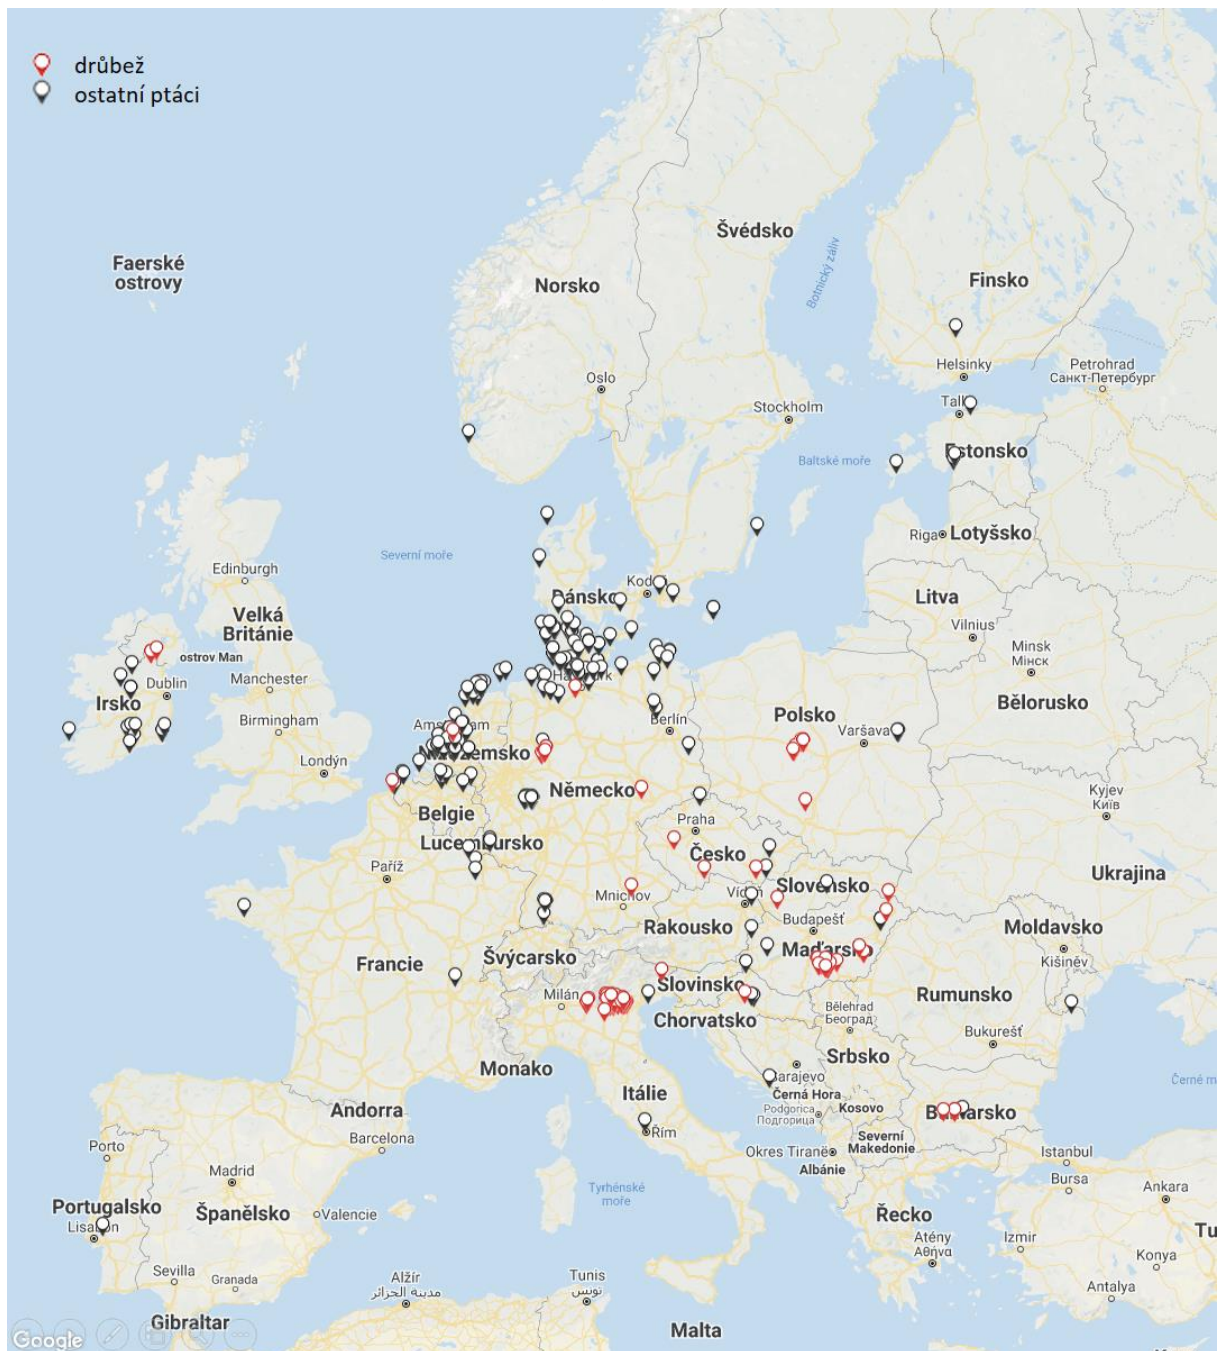 drůbež
ostatní ptáci
Švédsko
Faerské
ostrovy
Botnický záliv
Finsko
Norsko
Helsinky
Petrohrad
Санкт-Петербург
Oslo
Stockholm
Estonsko
Baltské moře
Riga
Lotyšsko
Severní moře
Edinburgh
Dánsko
Litva
Velká
Británie
Vilnius
Minsk
Мінск
ostrov Man
Manchester
Dublin
Irsko
Bělorusko
Birmingham
Polsko
Berlín
Varšava
Londýn
Německo
Kyjev
Київ
Belgie
Praha
Česko
Paříž
Ukrajina
Slovensko
Mnichov
Budapešť
Rakousko
Moldavsko
Maďarsko
Kišiněv
Švýcarsko
Francie
Slovinsko
Milán
Rumunsko
Chorvatsko
Bělehrad
Београд
Bukurešť
Srbsko
Monako
Sarajevo
Itálie
Černá Hora
Podgorica
Подгорица
Kosovo
Andorra
Řím
Barcelona
Severní
Makedonie
Porto
Okres Tirana
Albánie
Istanbul
Bursa
Madrid
Tyrhénské
moře
Ankara
Portugalsko
Španělsko
Valencie
Řecko
Atény
Αθήνα
Izmir
Konya
Sevilla
Granada
Alžír
مدينة الجزائر
Tunis
تونس
Antalya
Gibraltar
Malta
Google